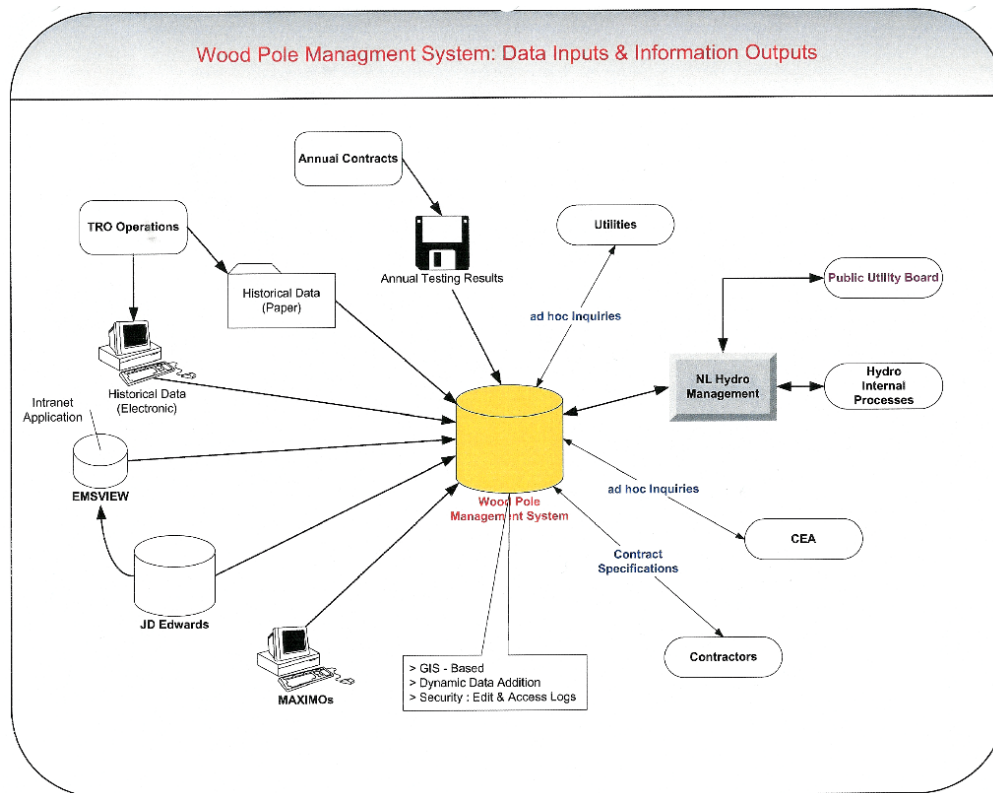 Wood Pole Managment System: Data Inputs & Information Outputs
Annual Contracts
TRO Operations
Utilities
Annual Testing Results
Public Utility Board
Historical Data
(Paper)
ad hoc Inquiries
Historical Data
(Electronic)
NL Hydro
Management
Hydro
Internal
Processes
Intranet
Application
EMSVIEW
Wood Pole
Management System
ad hoc Inquiries
CEA
Contract
Specifications
JD Edwards
Contractors
MAXIMOs
> GIS - Based
> Dynamic Data Addition
> Security : Edit & Access Logs